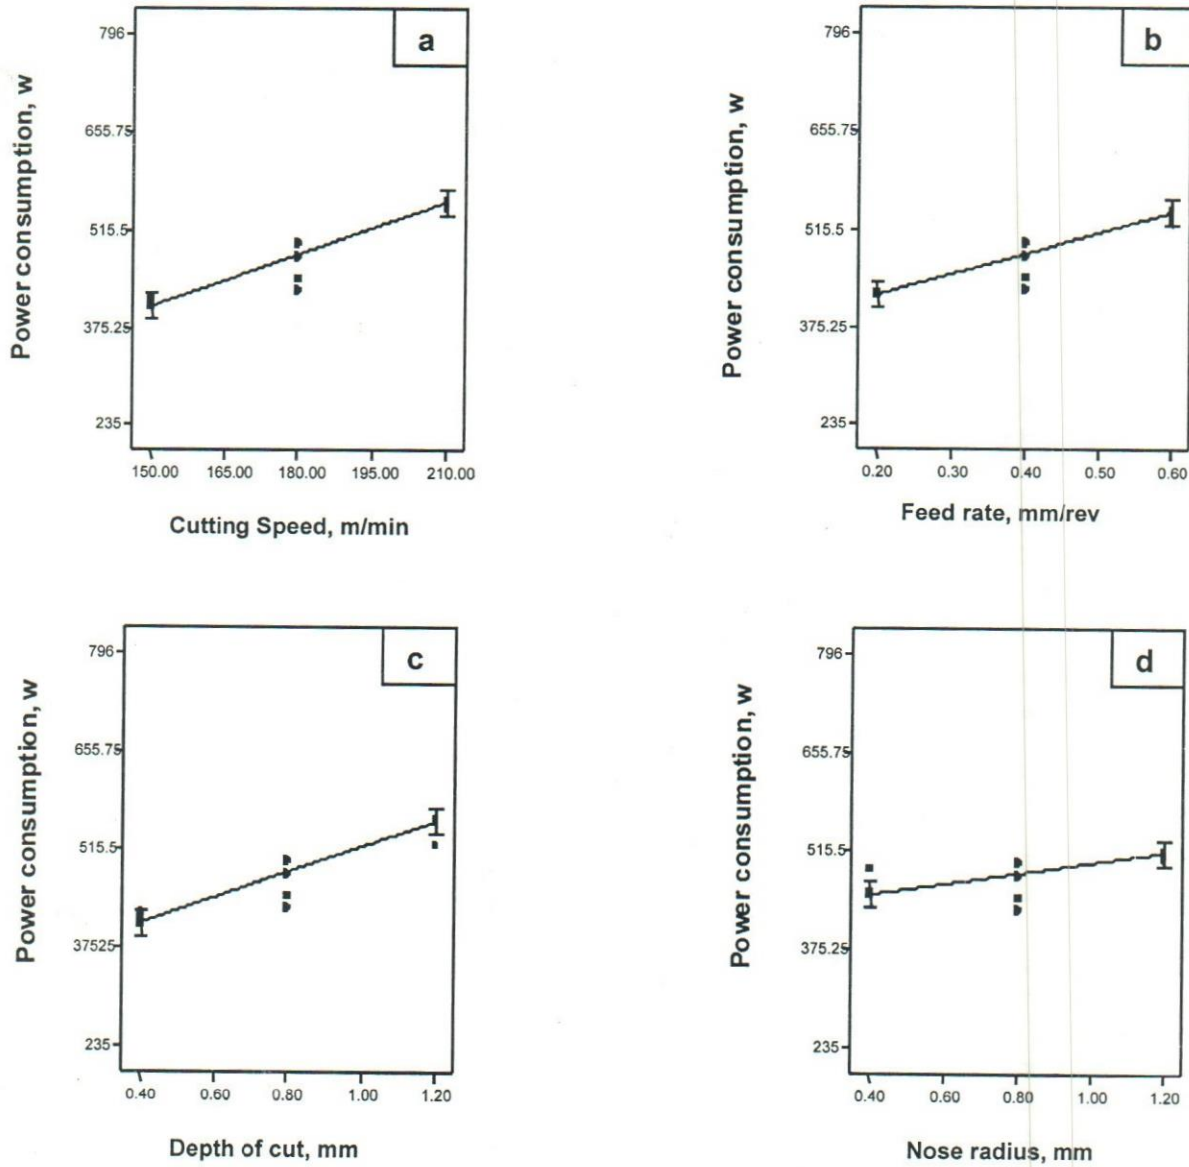 a
796
655.75
515.5
375.25
235
Power consumption, w
150.00 165.00 180.00 195.00 210.00
Cutting Speed, m/min
b
796
655.75
515.5
375.25
235
Power consumption, w
0.20 0.30 0.40 0.50 0.60
Feed rate, mm/rev
c
796
655.75
515.5
37525
235
Power consumption, w
0.40 0.60 0.80 1.00 1.20
Depth of cut, mm
d
796
655.75
515.5
375.25
235
Power consumption, w
0.40 0.60 0.80 1.00 1.20
Nose radius, mm